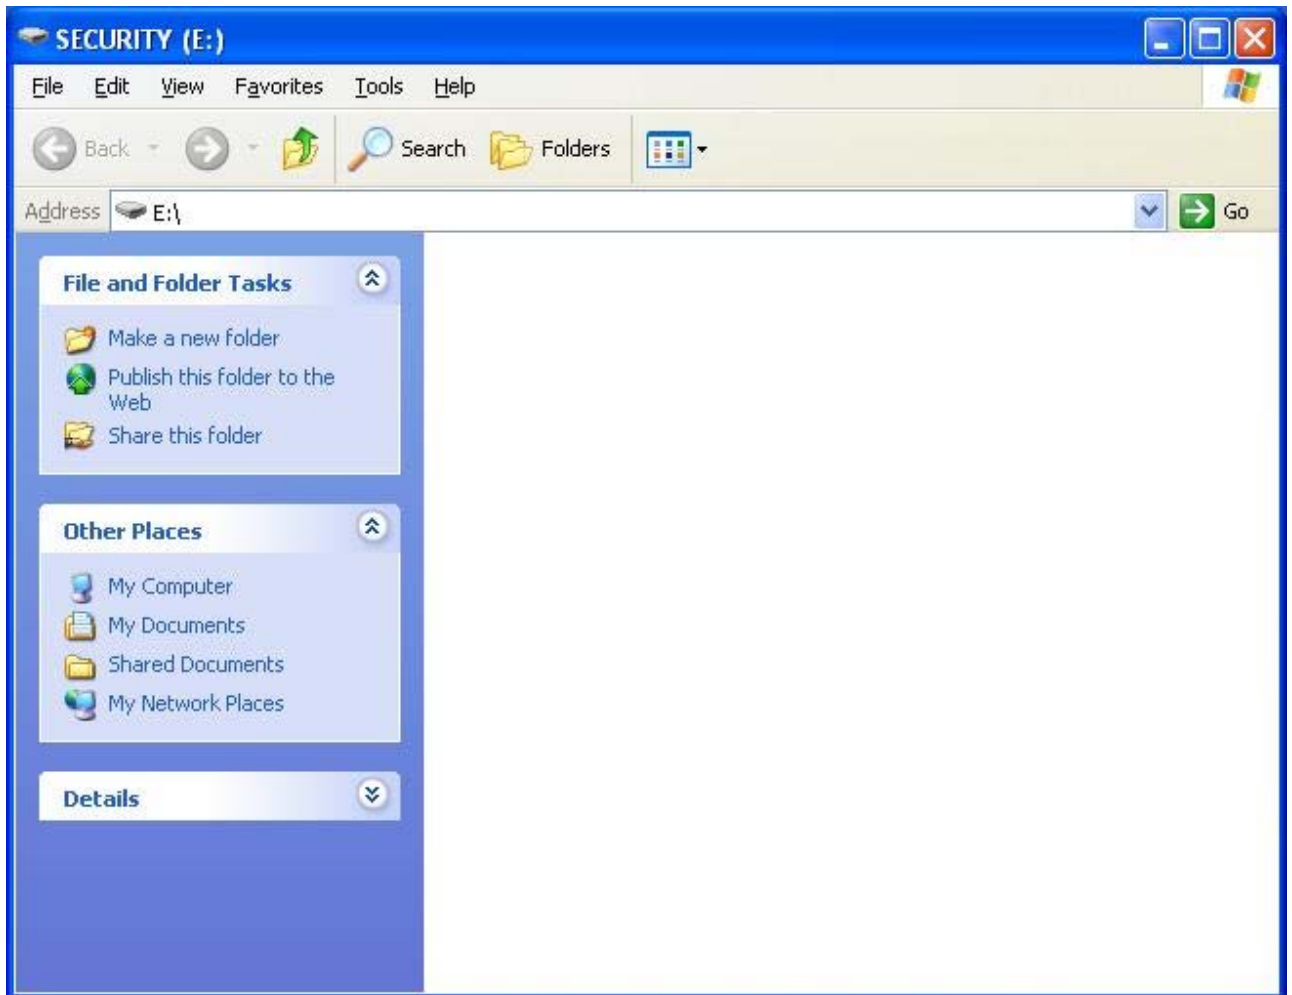 SECURITY (E:)
File Edit View Favorites Tools Help
Back Search Folders
Address E:\ Go
File and Folder Tasks
Make a new folder
Publish this folder to the
Web
Share this folder
Other Places
My Computer
My Documents
Shared Documents
My Network Places
Details